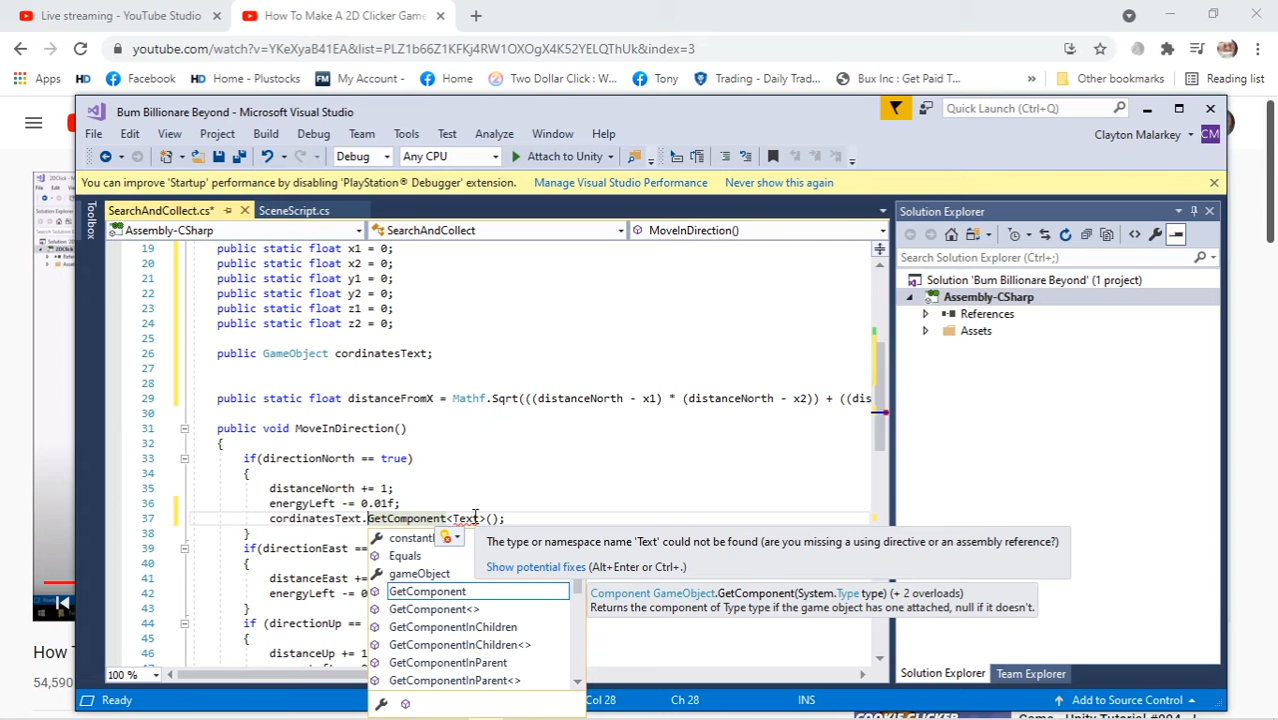 Live streaming - YouTube Studio
How To Make A 2D Clicker Game
youtube.com/watch?v=YKeXyaB41EA&list=PLZ1b66Z1KFKj4RW1OXOgX4K52YELQThUk&index=3
Apps HD Facebook HD Home - Plustocks FM My Account - Home Two Dollar Click : W... Tony Trading - Daily Trad... Bux Inc : Get Paid T... » Other bookmarks Reading list
Bum Billionare Beyond - Microsoft Visual Studio
Quick Launch (Ctrl+Q)
File Edit View Project Build Debug Team Tools Test Analyze Window Help
Clayton Malarkey CM
Debug Any CPU Attach to Unity
You can improve 'Startup' performance by disabling 'PlayStation® Debugger' extension. Manage Visual Studio Performance Never show this again
Toolbox
SearchAndCollect.cs* SceneScript.cs
Assembly-CSharp SearchAndCollect MoveInDirection()
19 public static float x1 = 0;
20 public static float x2 = 0;
21 public static float y1 = 0;
22 public static float y2 = 0;
23 public static float z1 = 0;
24 public static float z2 = 0;
25
26 public GameObject cordinatesText;
27
28
29 public static float distanceFromX = Mathf.Sqrt(((distanceNorth - x1) * (distanceNorth - x2)) + ((dis
30
31 public void MoveInDirection()
32 {
33 if(directionNorth == true)
34 {
35 distanceNorth += 1;
36 energyLeft -= 0.01f;
37 cordinatesText.GetComponent<Text>();
38 }
39 if(directionEast ==
40 {
41 distanceEast +=
42 energyLeft -= 0
43 }
44 if (directionUp ==
45 {
46 distanceUp += 1
47
Equals
gameObject
GetComponent
GetComponent<>
GetComponentInChildren
GetComponentInChildren<>
GetComponentInParent
GetComponentInParent<>
The type or namespace name 'Text' could not be found (are you missing a using directive or an assembly reference?)
Show potential fixes (Alt+Enter or Ctrl+.)
Component GameObject.GetComponent(System.Type type) (+ 2 overloads)
Returns the component of Type type if the game object has one attached, null if it doesn't.
Solution Explorer
Search Solution Explorer (Ctrl+;)
Solution 'Bum Billionare Beyond' (1 project)
Assembly-CSharp
References
Assets
Solution Explorer Team Explorer
100 %
Ready Col 28 Ch 28 INS Add to Source Control
How T
54,590